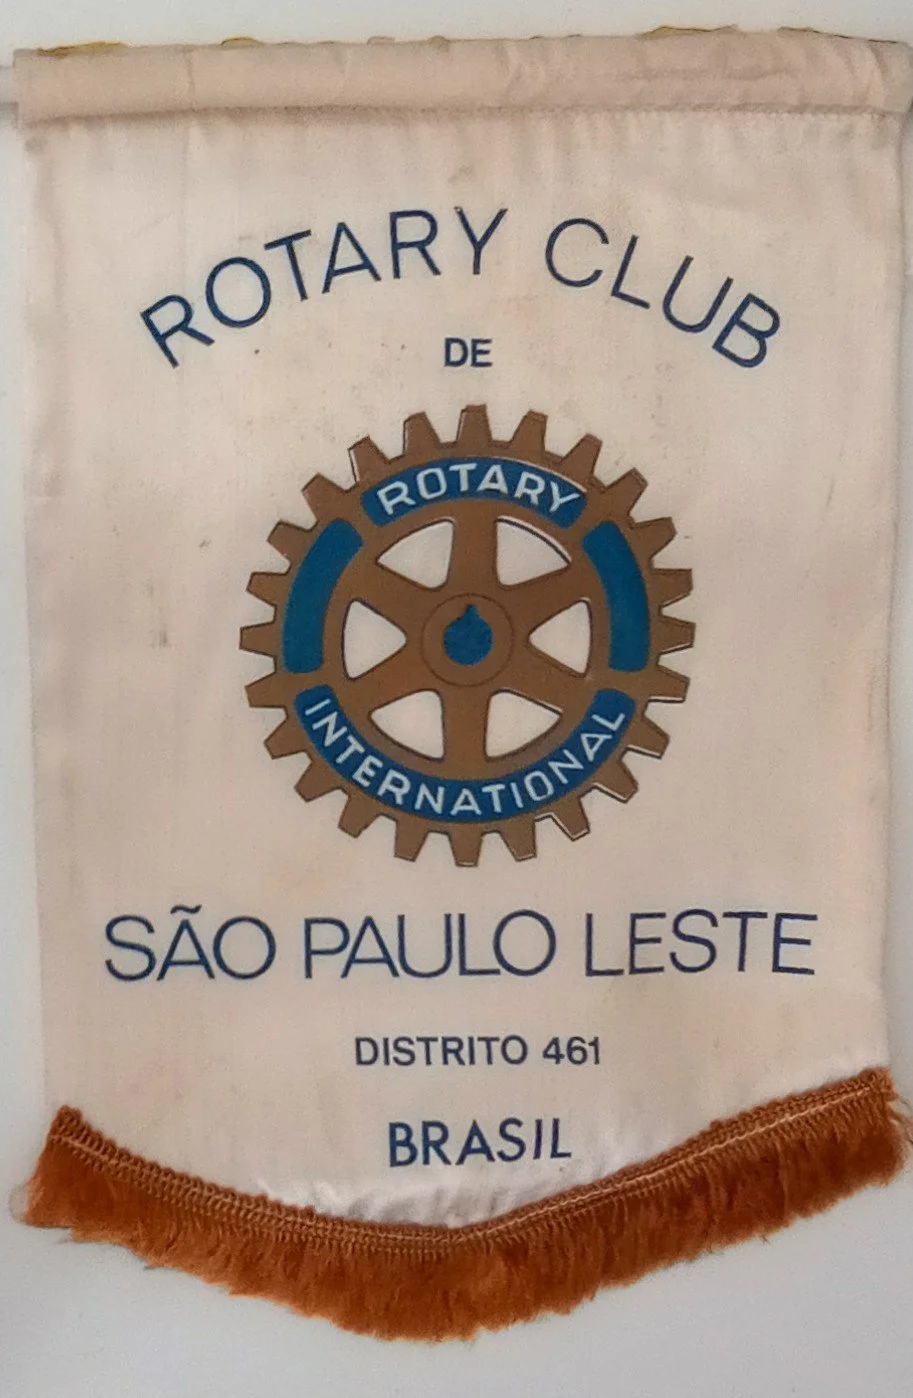 ROTARY CLUB
DE
ROTARY
INTERNATIONAL
SÃO PAULO LESTE
DISTRITO 461
BRASIL